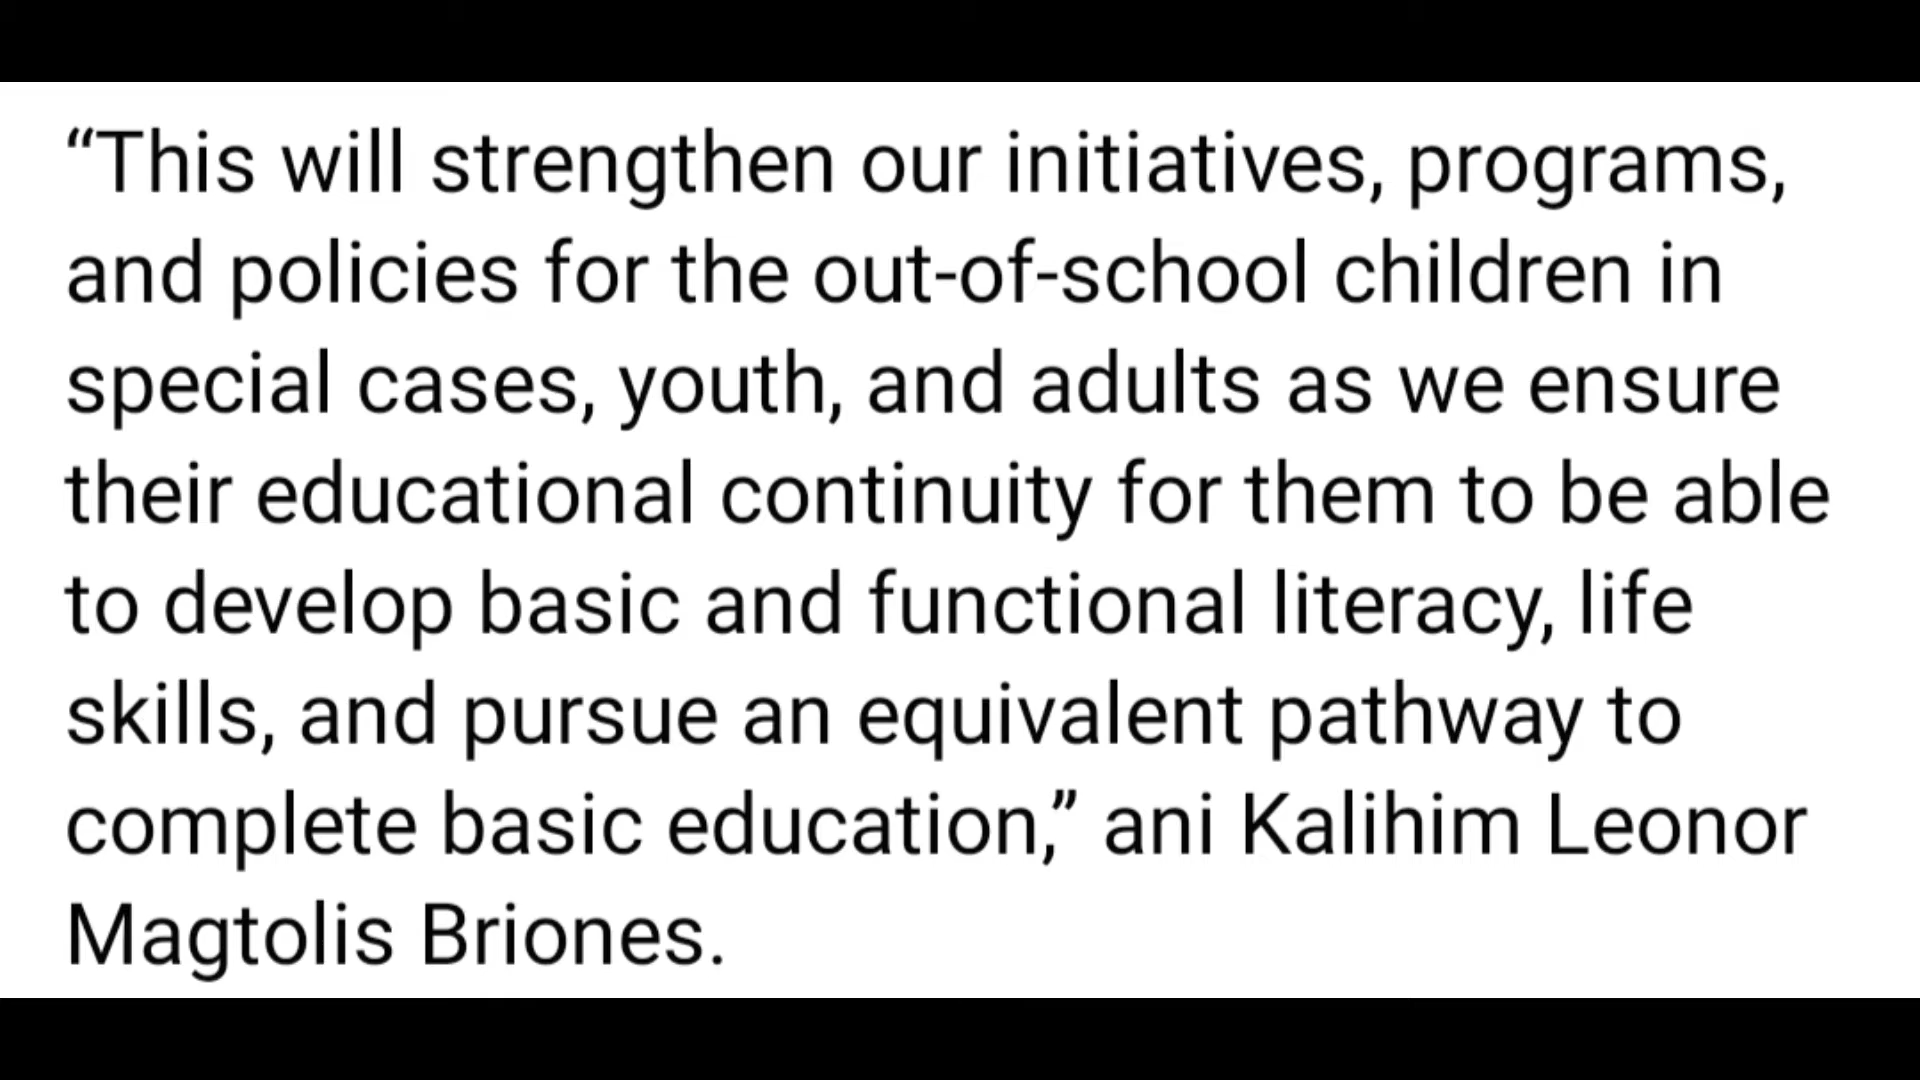 “This will strengthen our initiatives, programs,
and policies for the out-of-school children in
special cases, youth, and adults as we ensure
their educational continuity for them to be able
to develop basic and functional literacy, life
skills, and pursue an equivalent pathway to
complete basic education,” ani Kalihim Leonor
Magtolis Briones.